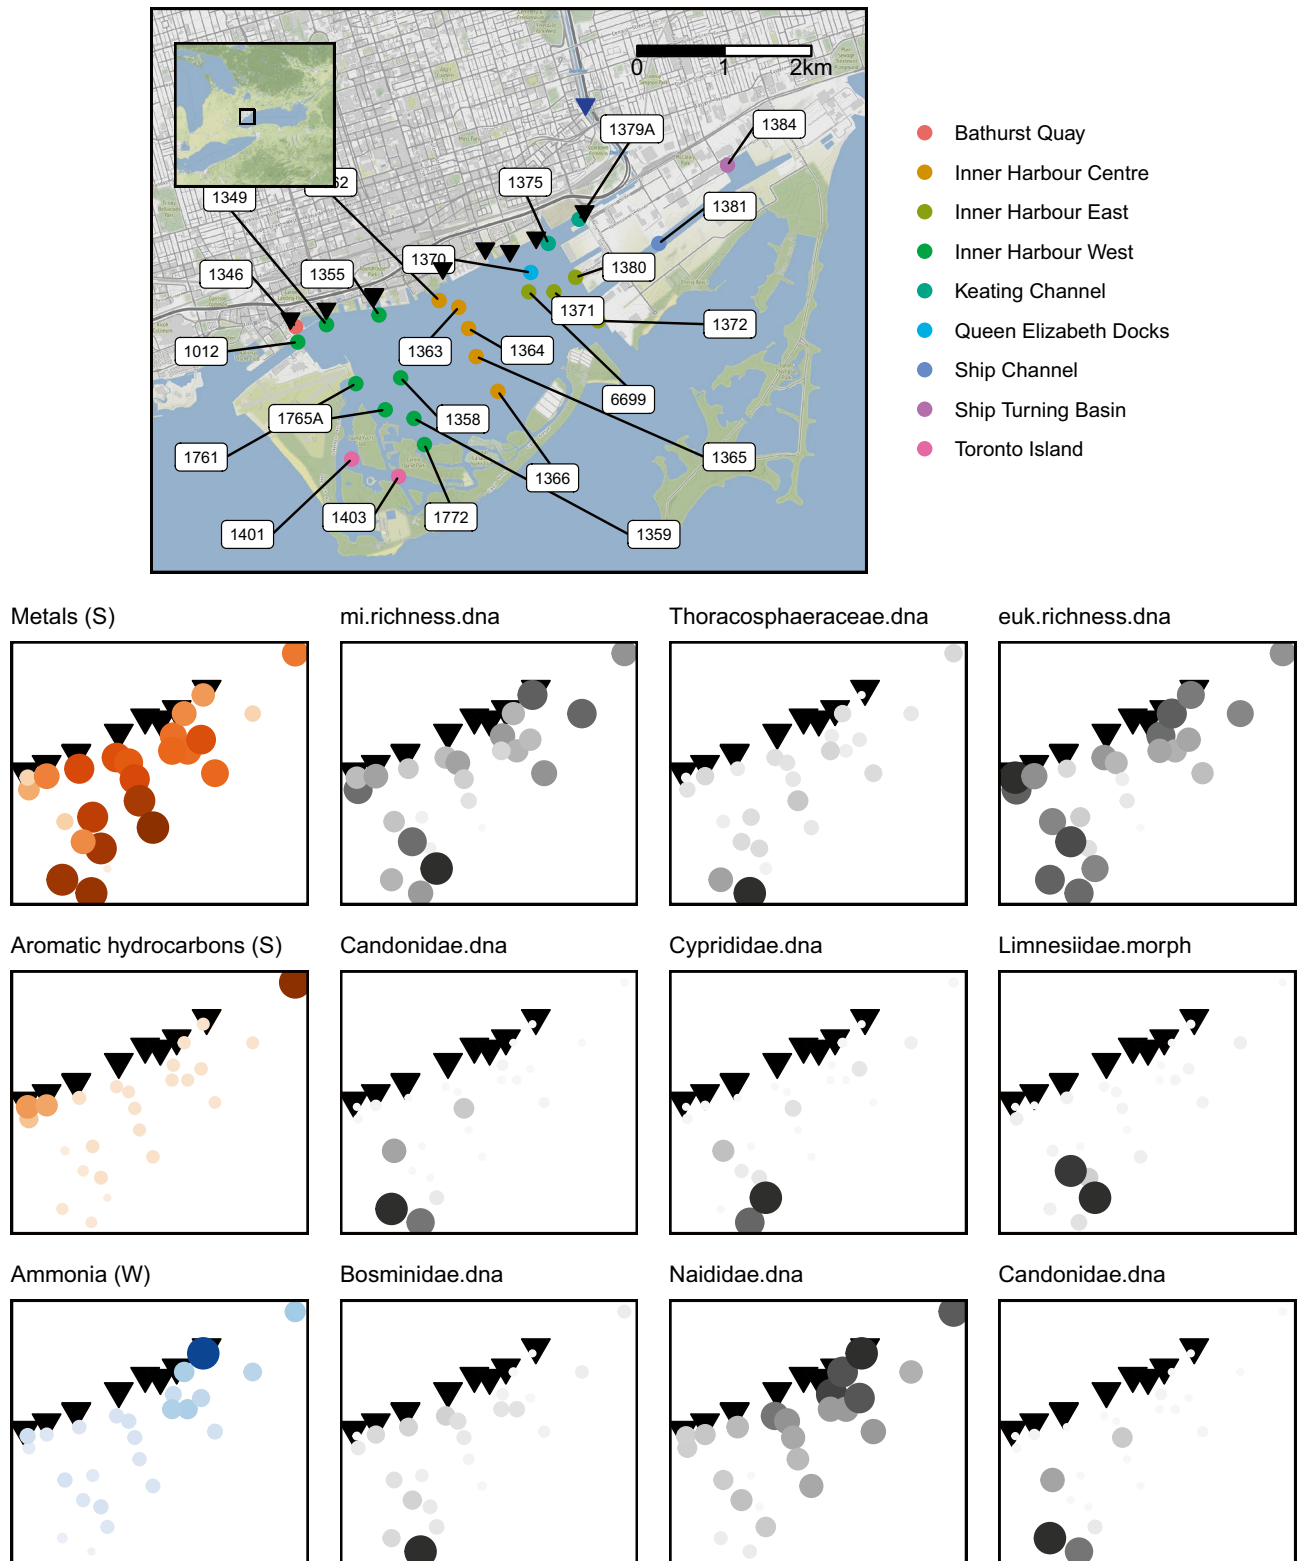 0 1 2km
1379A
1384
1349
62
1375
1381
1346
1355
1370
1380
1371
1372
1012
1363
1364
6699
1765A
1358
1761
1365
1366
1401
1403
1772
1359
Bathurst Quay
Inner Harbour Centre
Inner Harbour East
Inner Harbour West
Keating Channel
Queen Elizabeth Docks
Ship Channel
Ship Turning Basin
Toronto Island
Metals (S)
mi.richness.dna
Thoracosphaeraceae.dna
euk.richness.dna
Aromatic hydrocarbons (S)
Candonidae.dna
Cyprididae.dna
Limnesiidae.morph
Ammonia (W)
Bosminidae.dna
Naididae.dna
Candonidae.dna